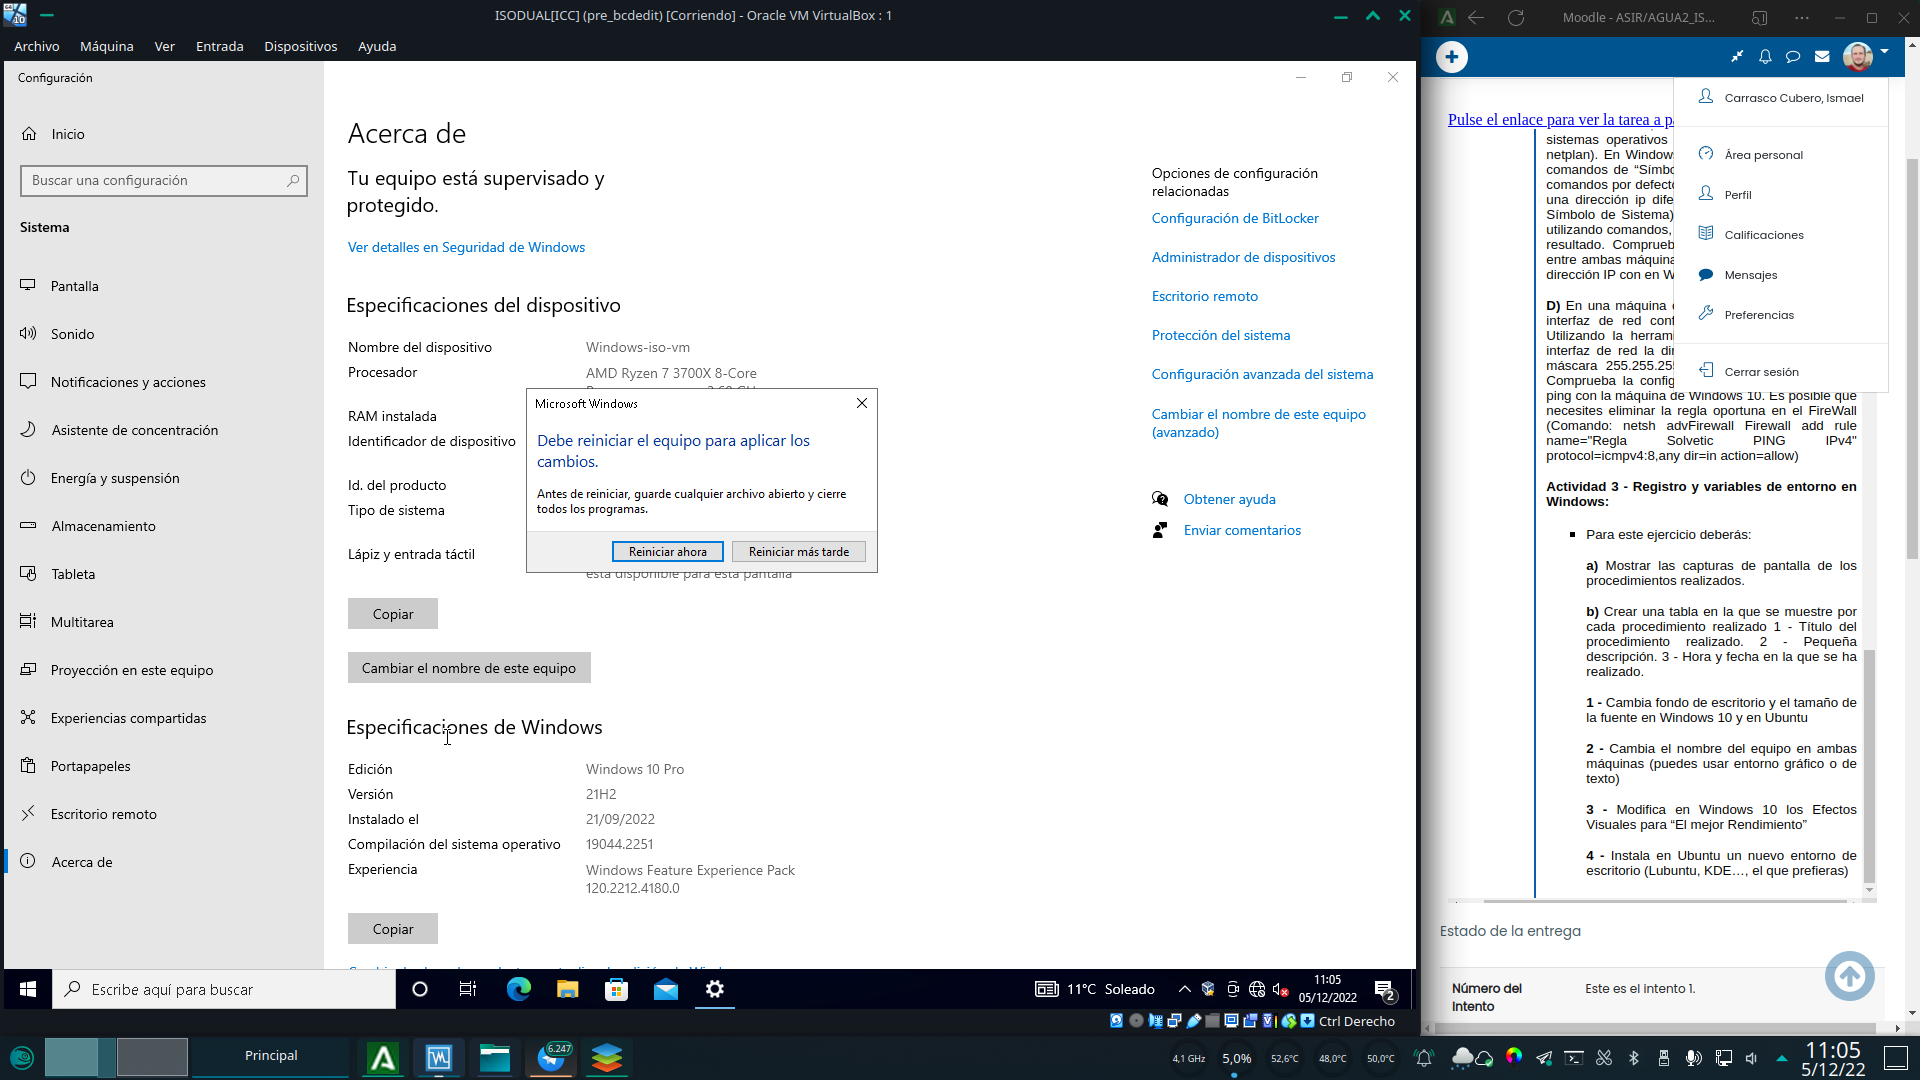 ISODUAL[ICC] (pre_bcdedit) [Corriendo] - Oracle VM VirtualBox : 1
Archivo Máquina Ver Entrada Dispositivos Ayuda
Configuración
Inicio
Buscar una configuración
Sistema
Pantalla
Sonido
Notificaciones y acciones
Asistente de concentración
Energía y suspensión
Almacenamiento
Tableta
Multitarea
Proyección en este equipo
Experiencias compartidas
Portapapeles
Escritorio remoto
Acerca de
Acerca de
Tu equipo está supervisado y
protegido.
Ver detalles en Seguridad de Windows
Especificaciones del dispositivo
Nombre del dispositivo Windows-iso-vm
Procesador AMD Ryzen 7 3700X 8-Core
RAM instalada
Identificador de dispositivo
Id. del producto
Tipo de sistema
Lápiz y entrada táctil
está disponible para esta pantalla
Copiar
Cambiar el nombre de este equipo
Especificaciones de Windows
Edición Windows 10 Pro
Versión 21H2
Instalado el 21/09/2022
Compilación del sistema operativo 19044.2251
Experiencia Windows Feature Experience Pack
120.2212.4180.0
Copiar
Microsoft Windows
Debe reiniciar el equipo para aplicar los
cambios.
Antes de reiniciar, guarde cualquier archivo abierto y cierre
todos los programas.
Reiniciar ahora Reiniciar más tarde
Opciones de configuración
relacionadas
Configuración de BitLocker
Administrador de dispositivos
Escritorio remoto
Protección del sistema
Configuración avanzada del sistema
Cambiar el nombre de este equipo
(avanzado)
Obtener ayuda
Enviar comentarios
Escribe aquí para buscar
11°C Soleado
11:05
05/12/2022
2
Ctrl Derecho
Moodle - ASIR/AGUA2_IS...
Carrasco Cubero, Ismael
Área personal
Perfil
Calificaciones
Mensajes
Preferencias
Cerrar sesión
Pulse el enlace para ver la tarea a p
sistemas operativos
netplan). En Window
comandos de “Símbo
comandos por defecto
una dirección ip dife
Símbolo de Sistema)
utilizando comandos,
resultado. Comprueb
entre ambas máquina
dirección IP con en W
D) En una máquina
interfaz de red conf
Utilizando la herram
interfaz de red la dir
máscara 255.255.25
Comprueba la config
ping con la máquina de Windows 10. Es posible que
necesites eliminar la regla oportuna en el FireWall
(Comando: netsh advFirewall Firewall add rule
name="Regla Solvetic PING IPv4"
protocol=icmpv4:8,any dir=in action=allow)
Actividad 3 - Registro y variables de entorno en
Windows:
Para este ejercicio deberás:
a) Mostrar las capturas de pantalla de los
procedimientos realizados.
b) Crear una tabla en la que se muestre por
cada procedimiento realizado 1 - Título del
procedimiento realizado. 2 - Pequeña
descripción. 3 - Hora y fecha en la que se ha
realizado.
1 - Cambia fondo de escritorio y el tamaño de
la fuente en Windows 10 y en Ubuntu
2 - Cambia el nombre del equipo en ambas
máquinas (puedes usar entorno gráfico o de
texto)
3 - Modifica en Windows 10 los Efectos
Visuales para “El mejor Rendimiento”
4 - Instala en Ubuntu un nuevo entorno de
escritorio (Lubuntu, KDE…, el que prefieras)
Estado de la entrega
Número del
intento
Este es el intento 1.
Principal
6.247
4,1 GHz 5,0% 52,6°C 48,0°C 50,0°C
11:05
5/12/22